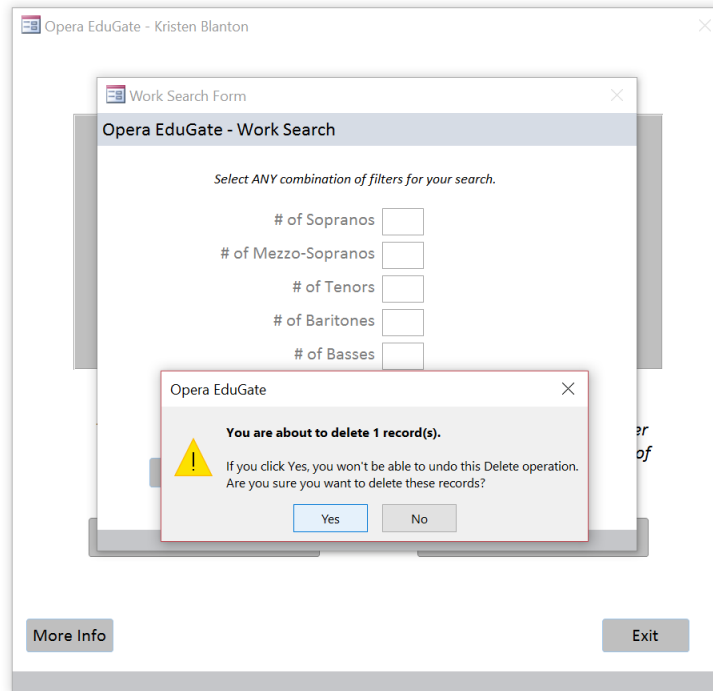 Opera EduGate - Kristen Blanton
Work Search Form
Opera EduGate - Work Search
Select ANY combination of filters for your search.
# of Sopranos
# of Mezzo-Sopranos
# of Tenors
# of Baritones
# of Basses
Opera EduGate
You are about to delete 1 record(s).
If you click Yes, you won't be able to undo this Delete operation.
Are you sure you want to delete these records?
Yes No
of
More Info Exit